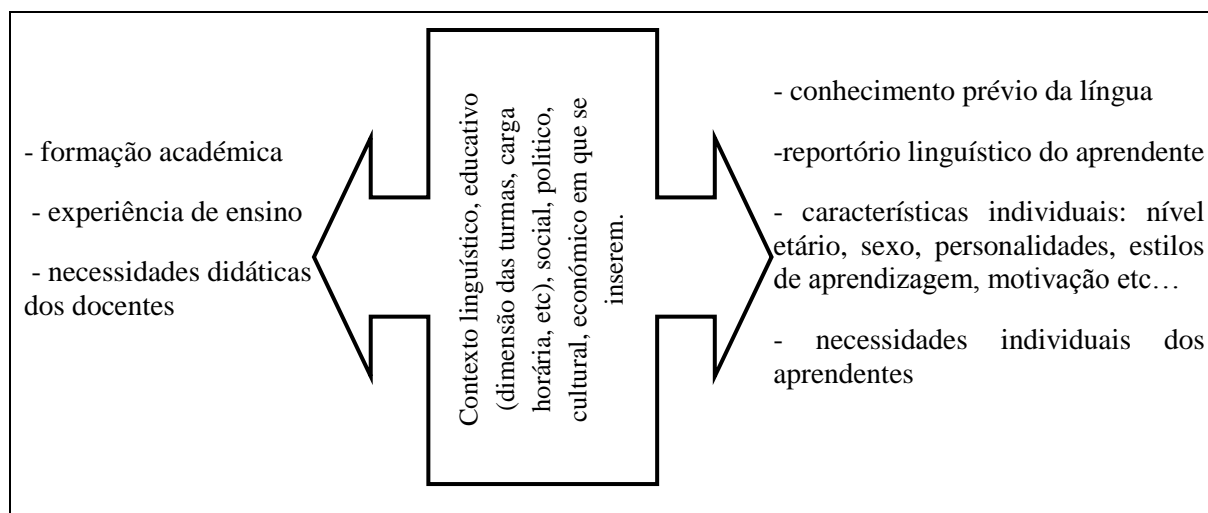 - formação académica
- experiência de ensino
- necessidades didáticas
dos docentes
Contexto linguístico, educativo
(dimensão das turmas, carga
horária, etc), social, politico,
cultural, económico em que se
inserem.
- conhecimento prévio da língua
-reportório linguístico do aprendente
- características individuais: nível
etário, sexo, personalidades, estilos
de aprendizagem, motivação etc…
- necessidades individuais dos
aprendentes